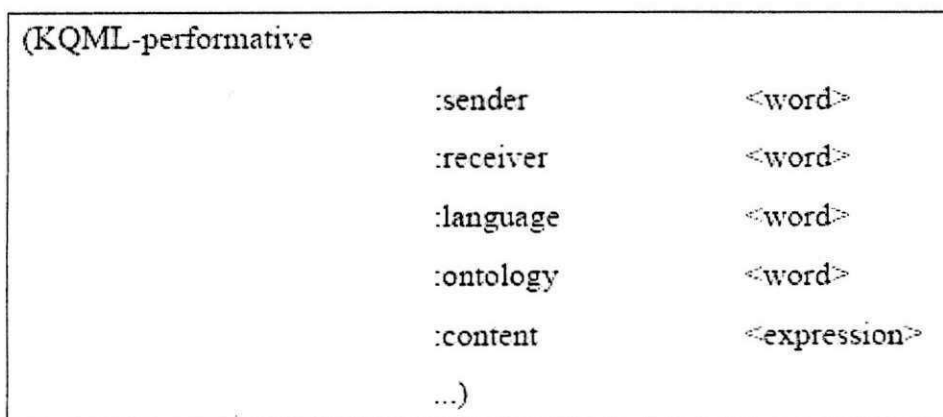 (KQML-performative
:sender <word>
:receiver <word>
:language <word>
:ontology <word>
:content <expression>
...)